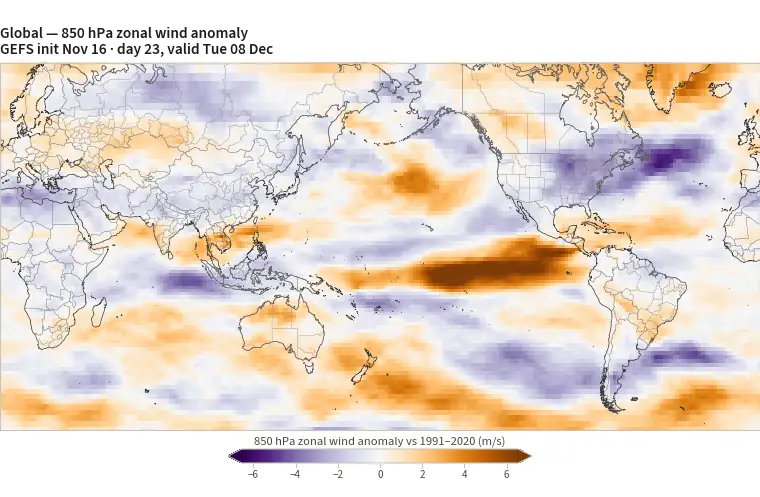 Global — 850 hPa zonal wind anomaly
GEFS init Nov 16 · day 23, valid Tue 08 Dec
850 hPa zonal wind anomaly vs 1991–2020 (m/s)
−6 −4 −2 0 2 4 6